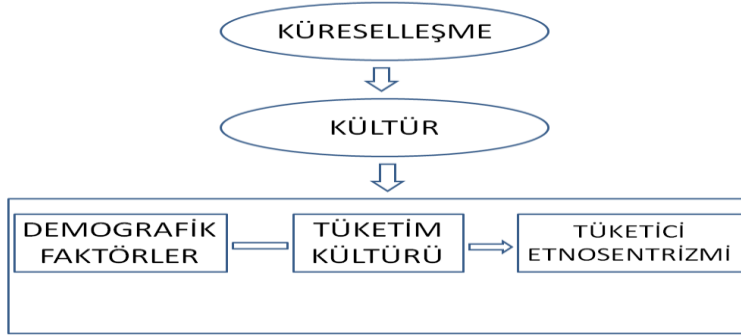 KÜRESELLEŞME
KÜLTÜR
DEMOGRAFİK
FAKTÖRLER
TÜKETİM
KÜLTÜRÜ
TÜKETİCİ
ETNOSENTRİZMİ